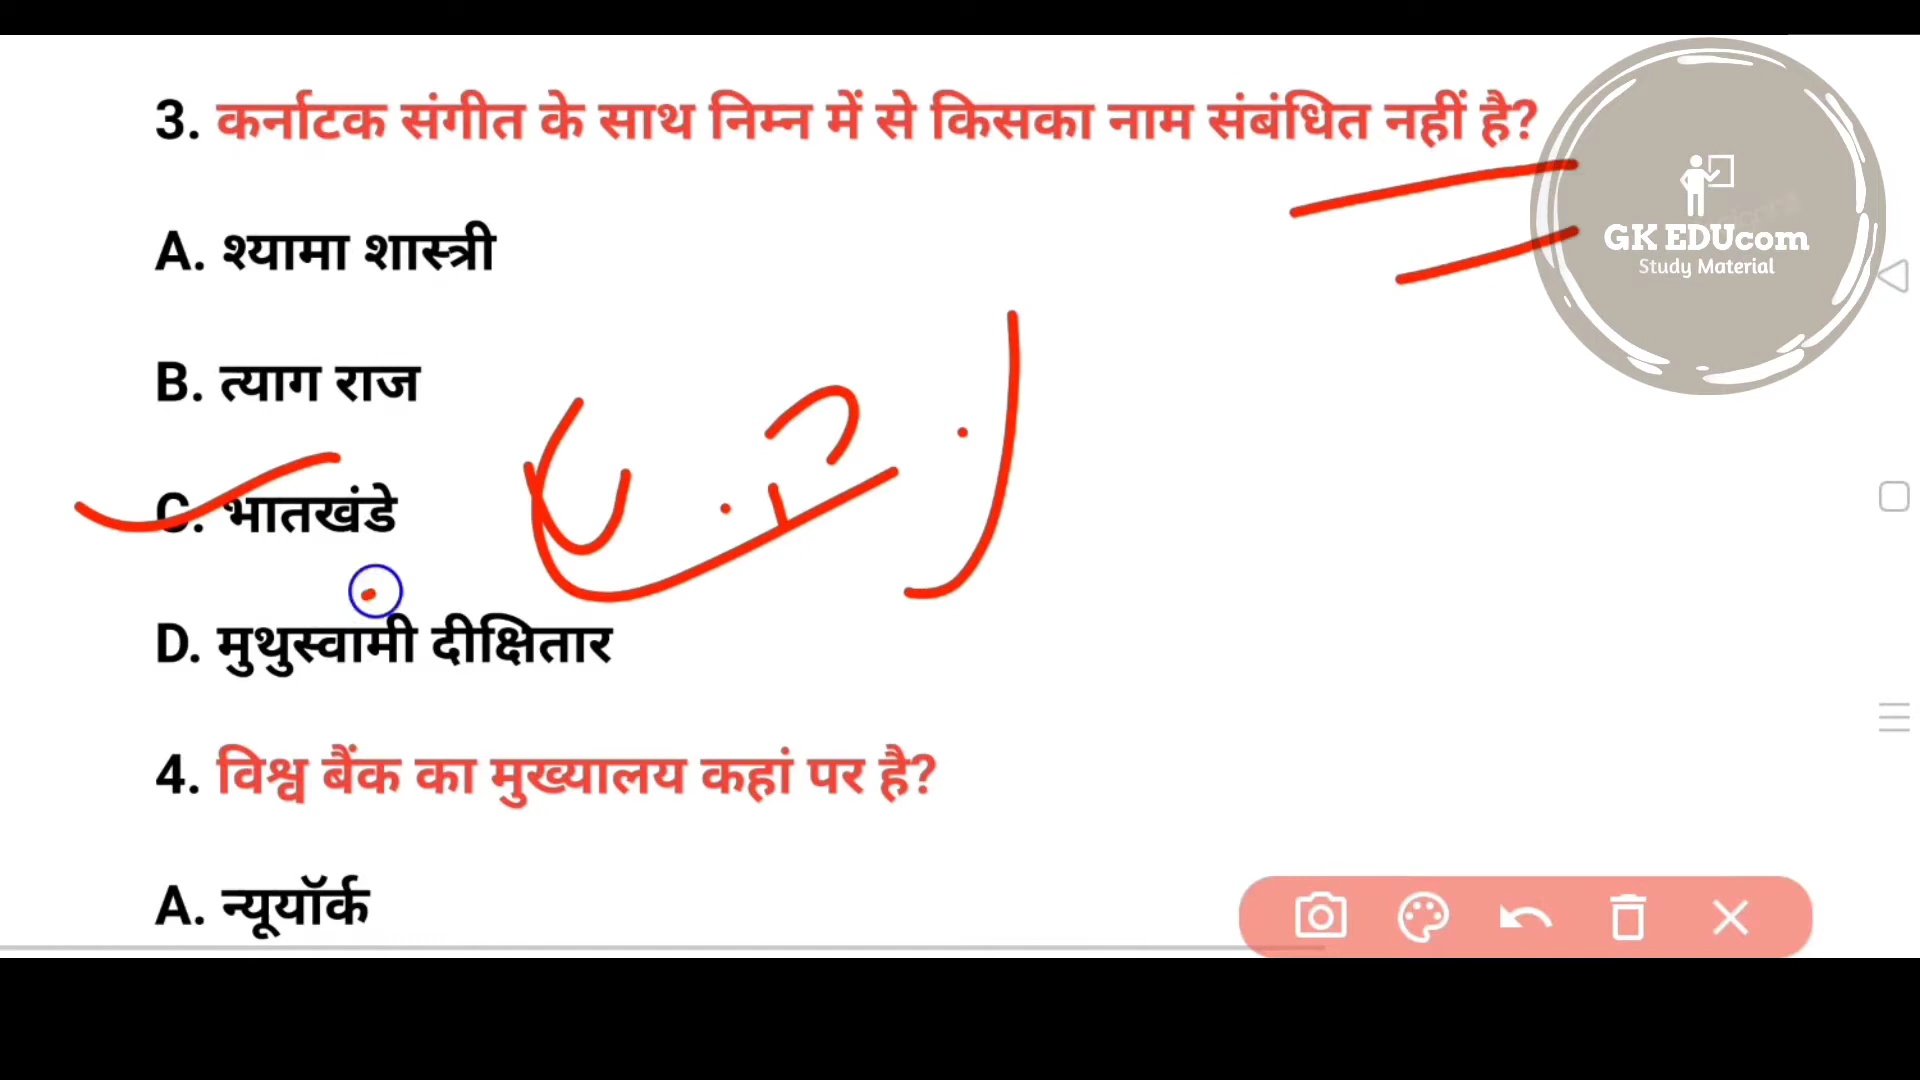 3. कर्नाटक संगीत के साथ निम्न में से किसका नाम संबंधित नहीं है?
GK EDUcom
Study Material
A. श्यामा शास्त्री
B. त्याग राज
C. भातखंडे
D. मुथुस्वामी दीक्षितार
4. विश्व बैंक का मुख्यालय कहां पर है?
A. न्यूयॉर्क